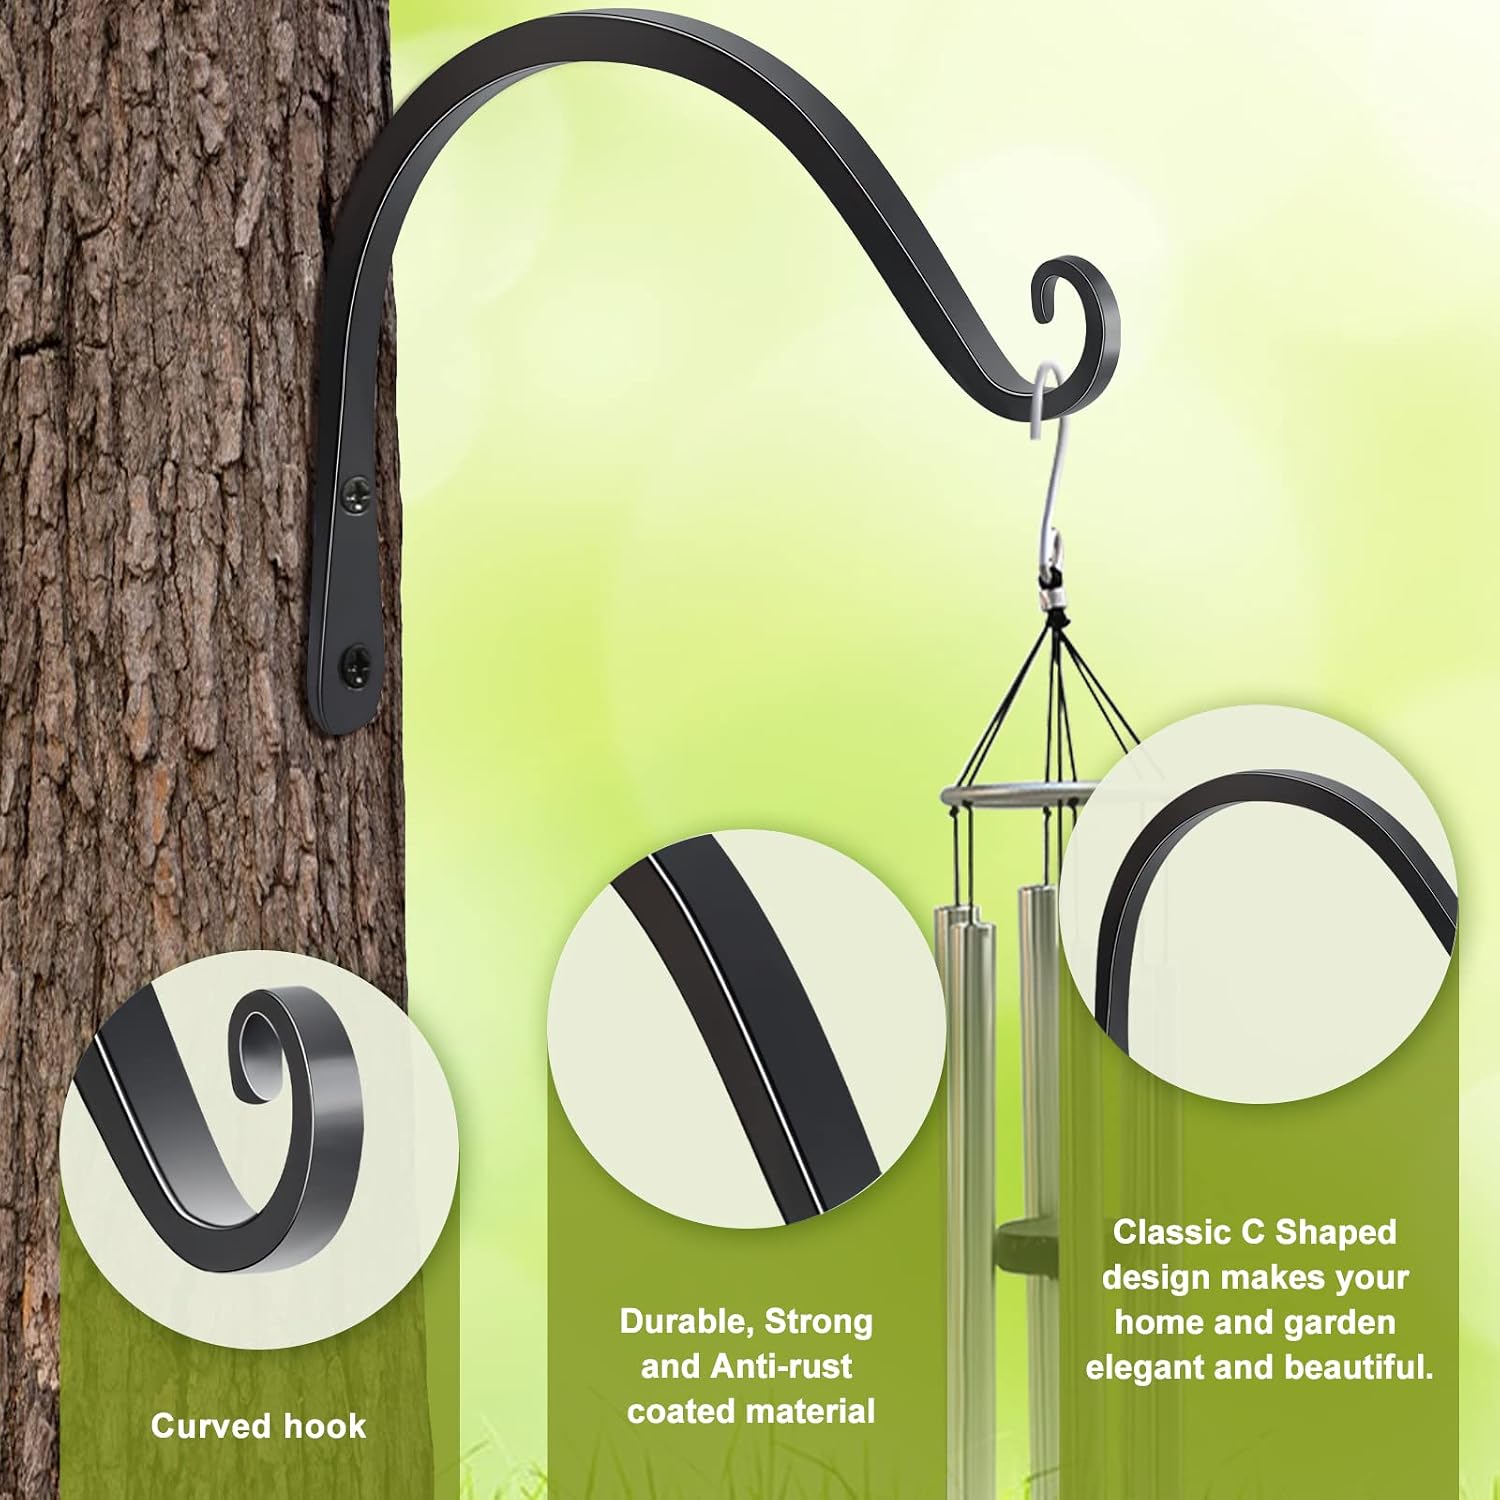 Curved hook
Durable, Strong
and Anti-rust
coated material
Classic C Shaped
design makes your
home and garden
elegant and beautiful.